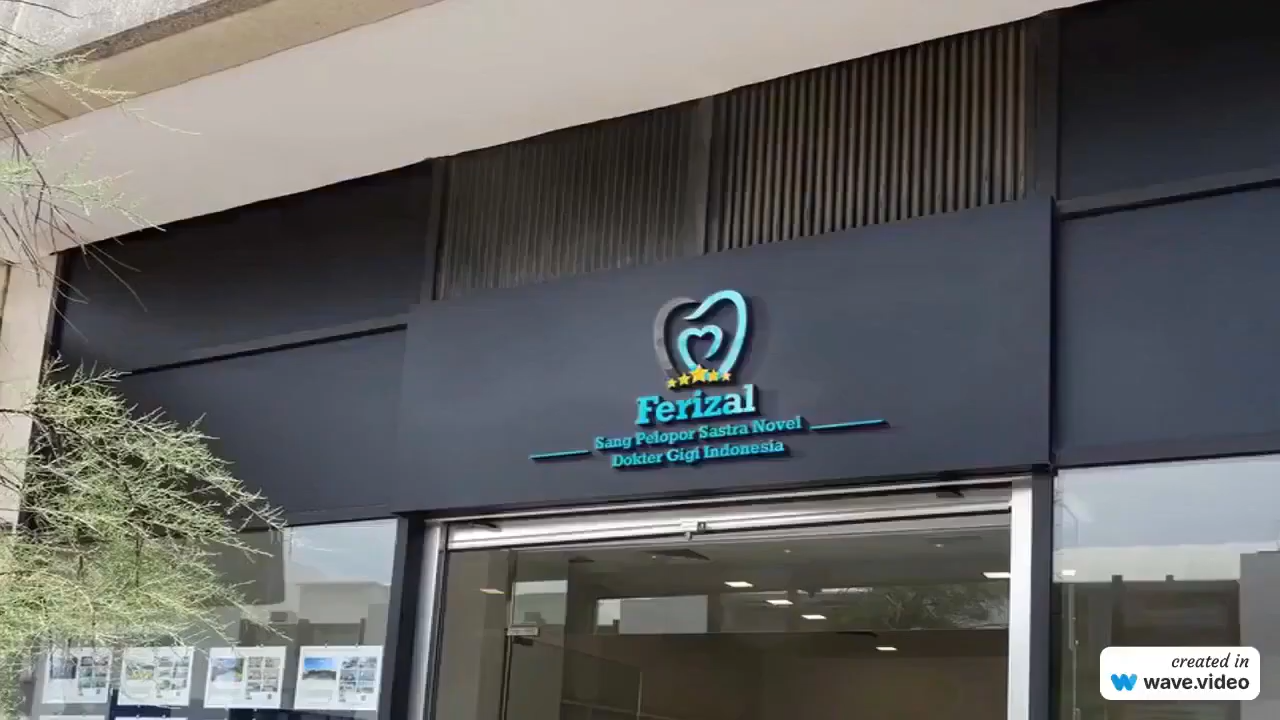 Ferizal
Sang Pelopor Sastra Novel
Dokter Gigi Indonesia
created in
wave.video